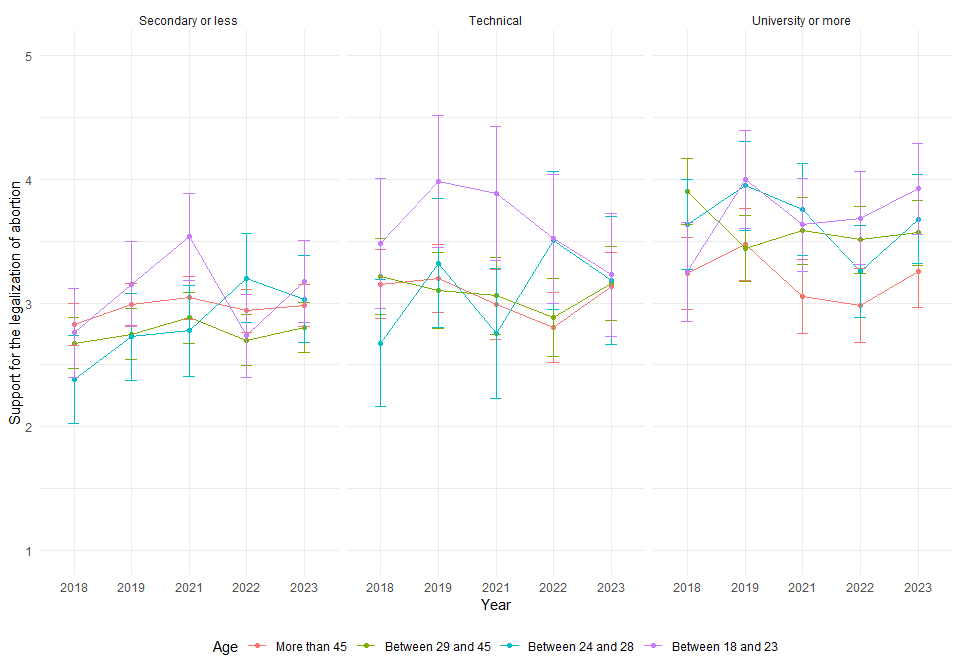 Secondary or less
Technical
University or more
5
4
3
2
1
Support for the legalization of abortion
2018 2019 2021 2022 2023
2018 2019 2021 2022 2023
2018 2019 2021 2022 2023
Year
Age More than 45 Between 29 and 45 Between 24 and 28 Between 18 and 23